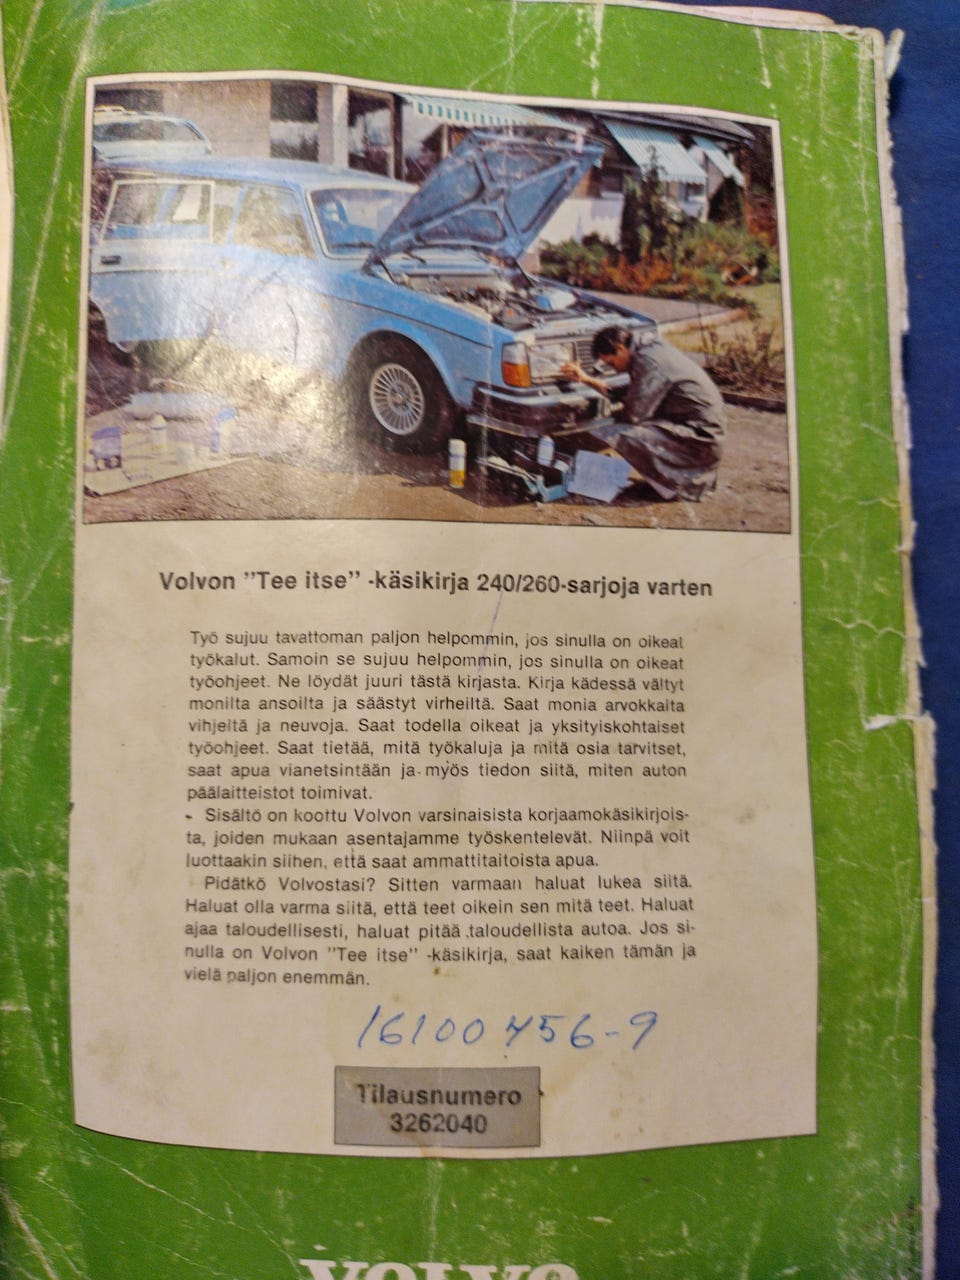 Volvon ”Tee itse” -käsikirja 240/260-sarjoja varten
Työ sujuu tavattoman paljon helpommin, jos sinulla on oikeat
työkalut. Samoin se sujuu helpommin, jos sinulla on oikeat
työohjeet. Ne löydät juuri tästä kirjasta. Kirja kädessä vältyt
monilta ansoilta ja säästyt virheiltä. Saat monia arvokkaita
vihjeitä ja neuvoja. Saat todella oikeat ja yksityiskohtaiset
työohjeet. Saat tietää, mitä työkaluja ja mitä osia tarvitset,
saat apua vianetsintään ja myös tiedon siitä, miten auton
päälaitteistot toimivat.
Sisältö on koottu Volvon varsinaisista korjaamokäsikirjois-
ta, joiden mukaan asentajamme työskentelevät. Niinpä voit
luottaakin siihen, että saat ammattitaitoista apua.
Pidätkö Volvostasi? Sitten varmaan haluat lukea siitä.
Haluat olla varma siitä, että teet oikein sen mitä teet. Haluat
ajaa taloudellisesti, haluat pitää taloudellista autoa. Jos si-
nulla on Volvon ”Tee itse” -käsikirja, saat kaiken tämän ja
vielä paljon enemmän.
16100756-9
Tilausnumero
3262040
VOLVO